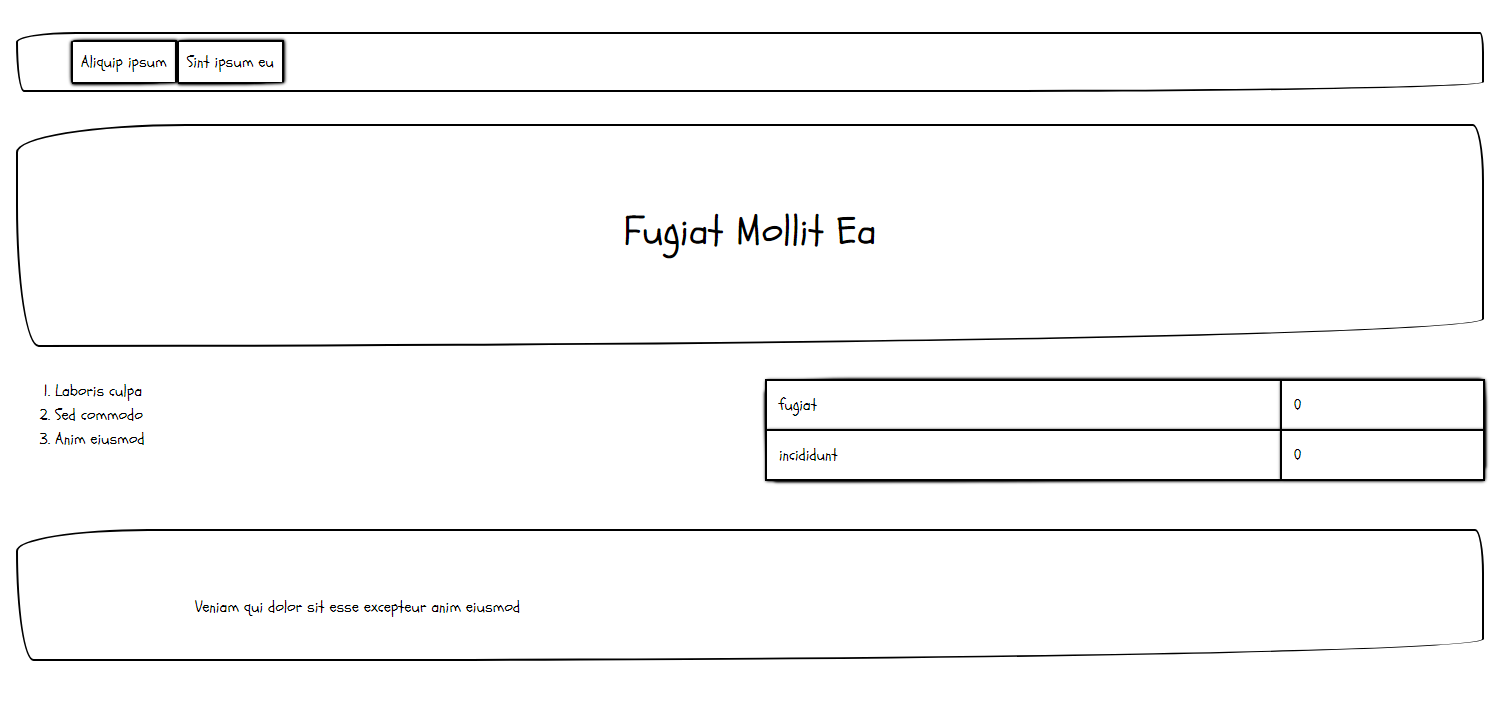 Aliquip ipsum Sint ipsum eu
Fugiat Mollit Ea
1. Laboris culpa
2. Sed commodo
3. Anim eiusmod
fugiat 0
incididunt 0
Veniam qui dolor sit esse excepteur anim eiusmod